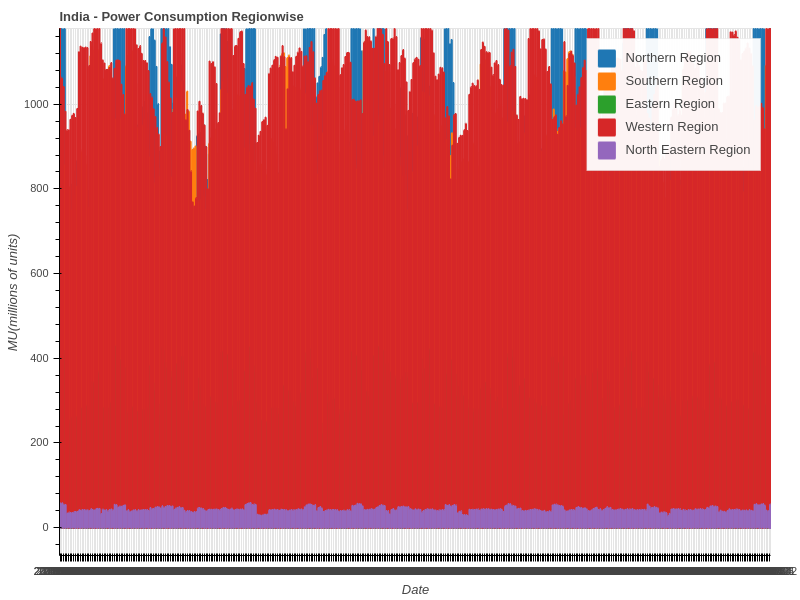 India - Power Consumption Regionwise
Northern Region
Southern Region
Eastern Region
Western Region
North Eastern Region
1000
800
600
400
200
0
MU(millions of units)
Date